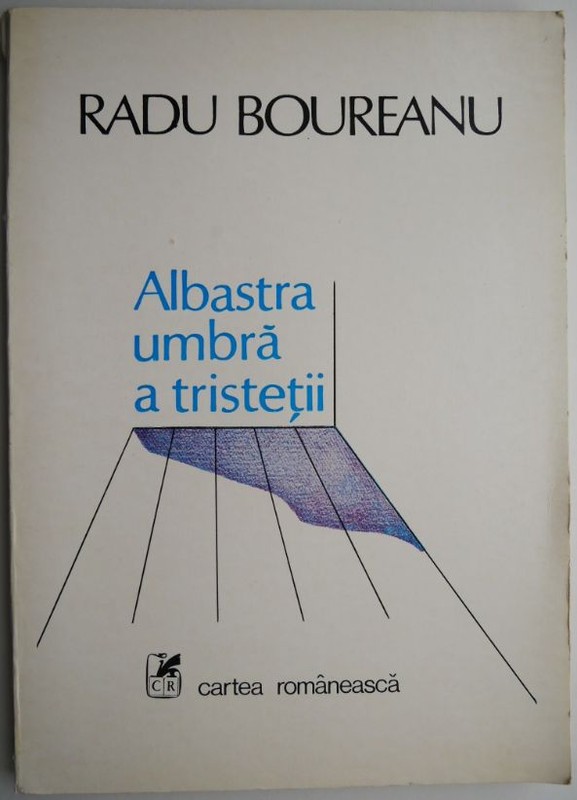 RADU BOUREANU
Albastra
umbră
a tristeții
CR
cartea românească